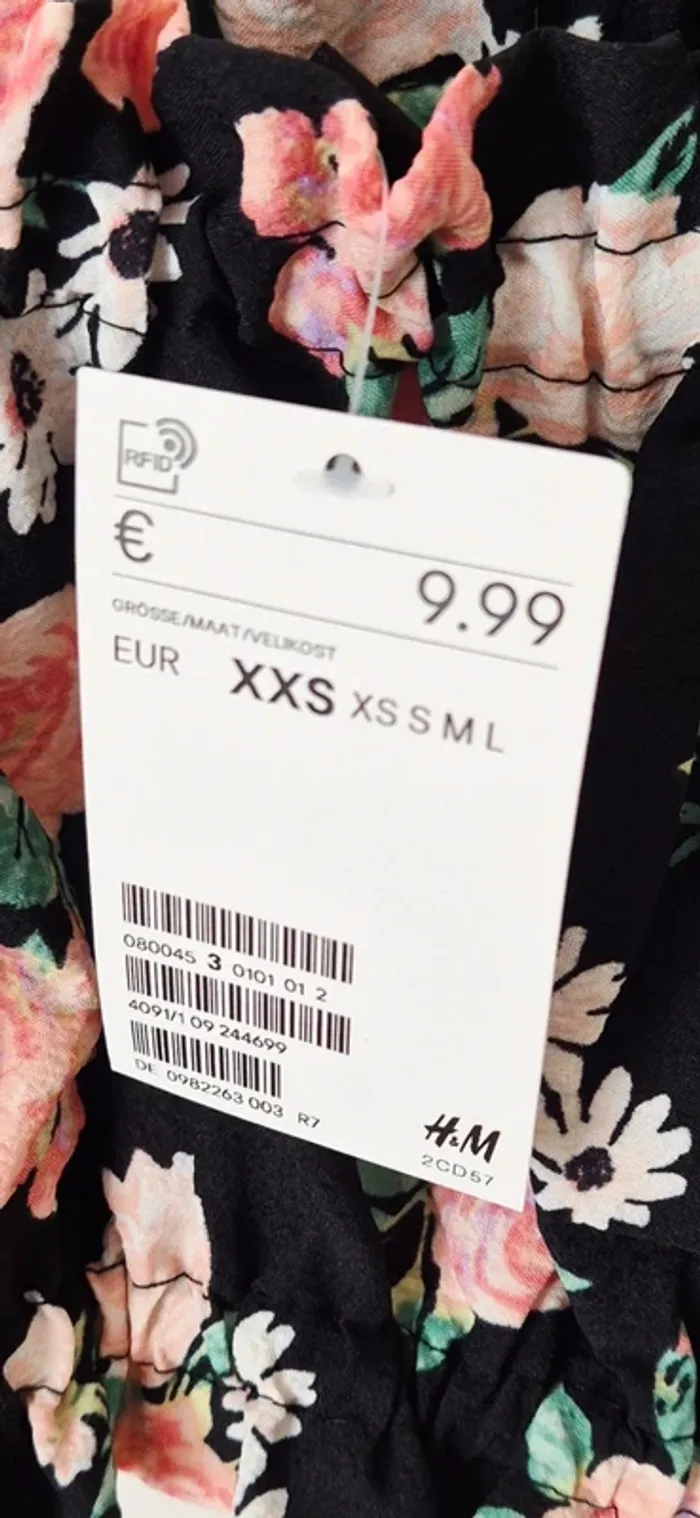 RFID
€
9.99
GRÖSSE/MAAT/VELIKOST
EUR XXS XS S M L
080045 3 0101 01 2
4091/1 09 244699
DE 0982263 003 R7
H&M
2CD57